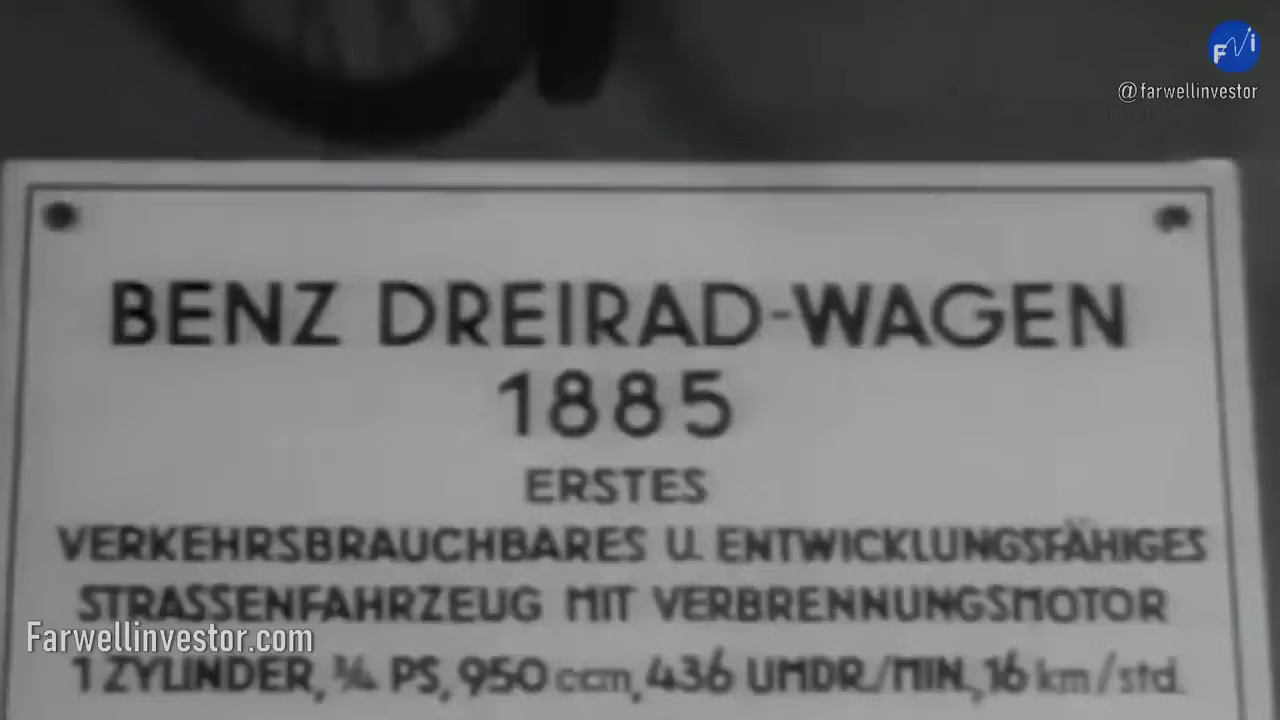 Fi
@farwellinvestor
BENZ DREIRAD-WAGEN
1885
ERSTES
VERKEHRSBRAUCHBARES U. ENTWICKLUNGSFÄHIGES
STRASSENFAHRZEUG MIT VERBRENNUNGSMOTOR
Farwellinvestor.com
1 ZYLINDER, ¾ PS, 950 ccm, 436 UMDR./MIN., 16 km/std.